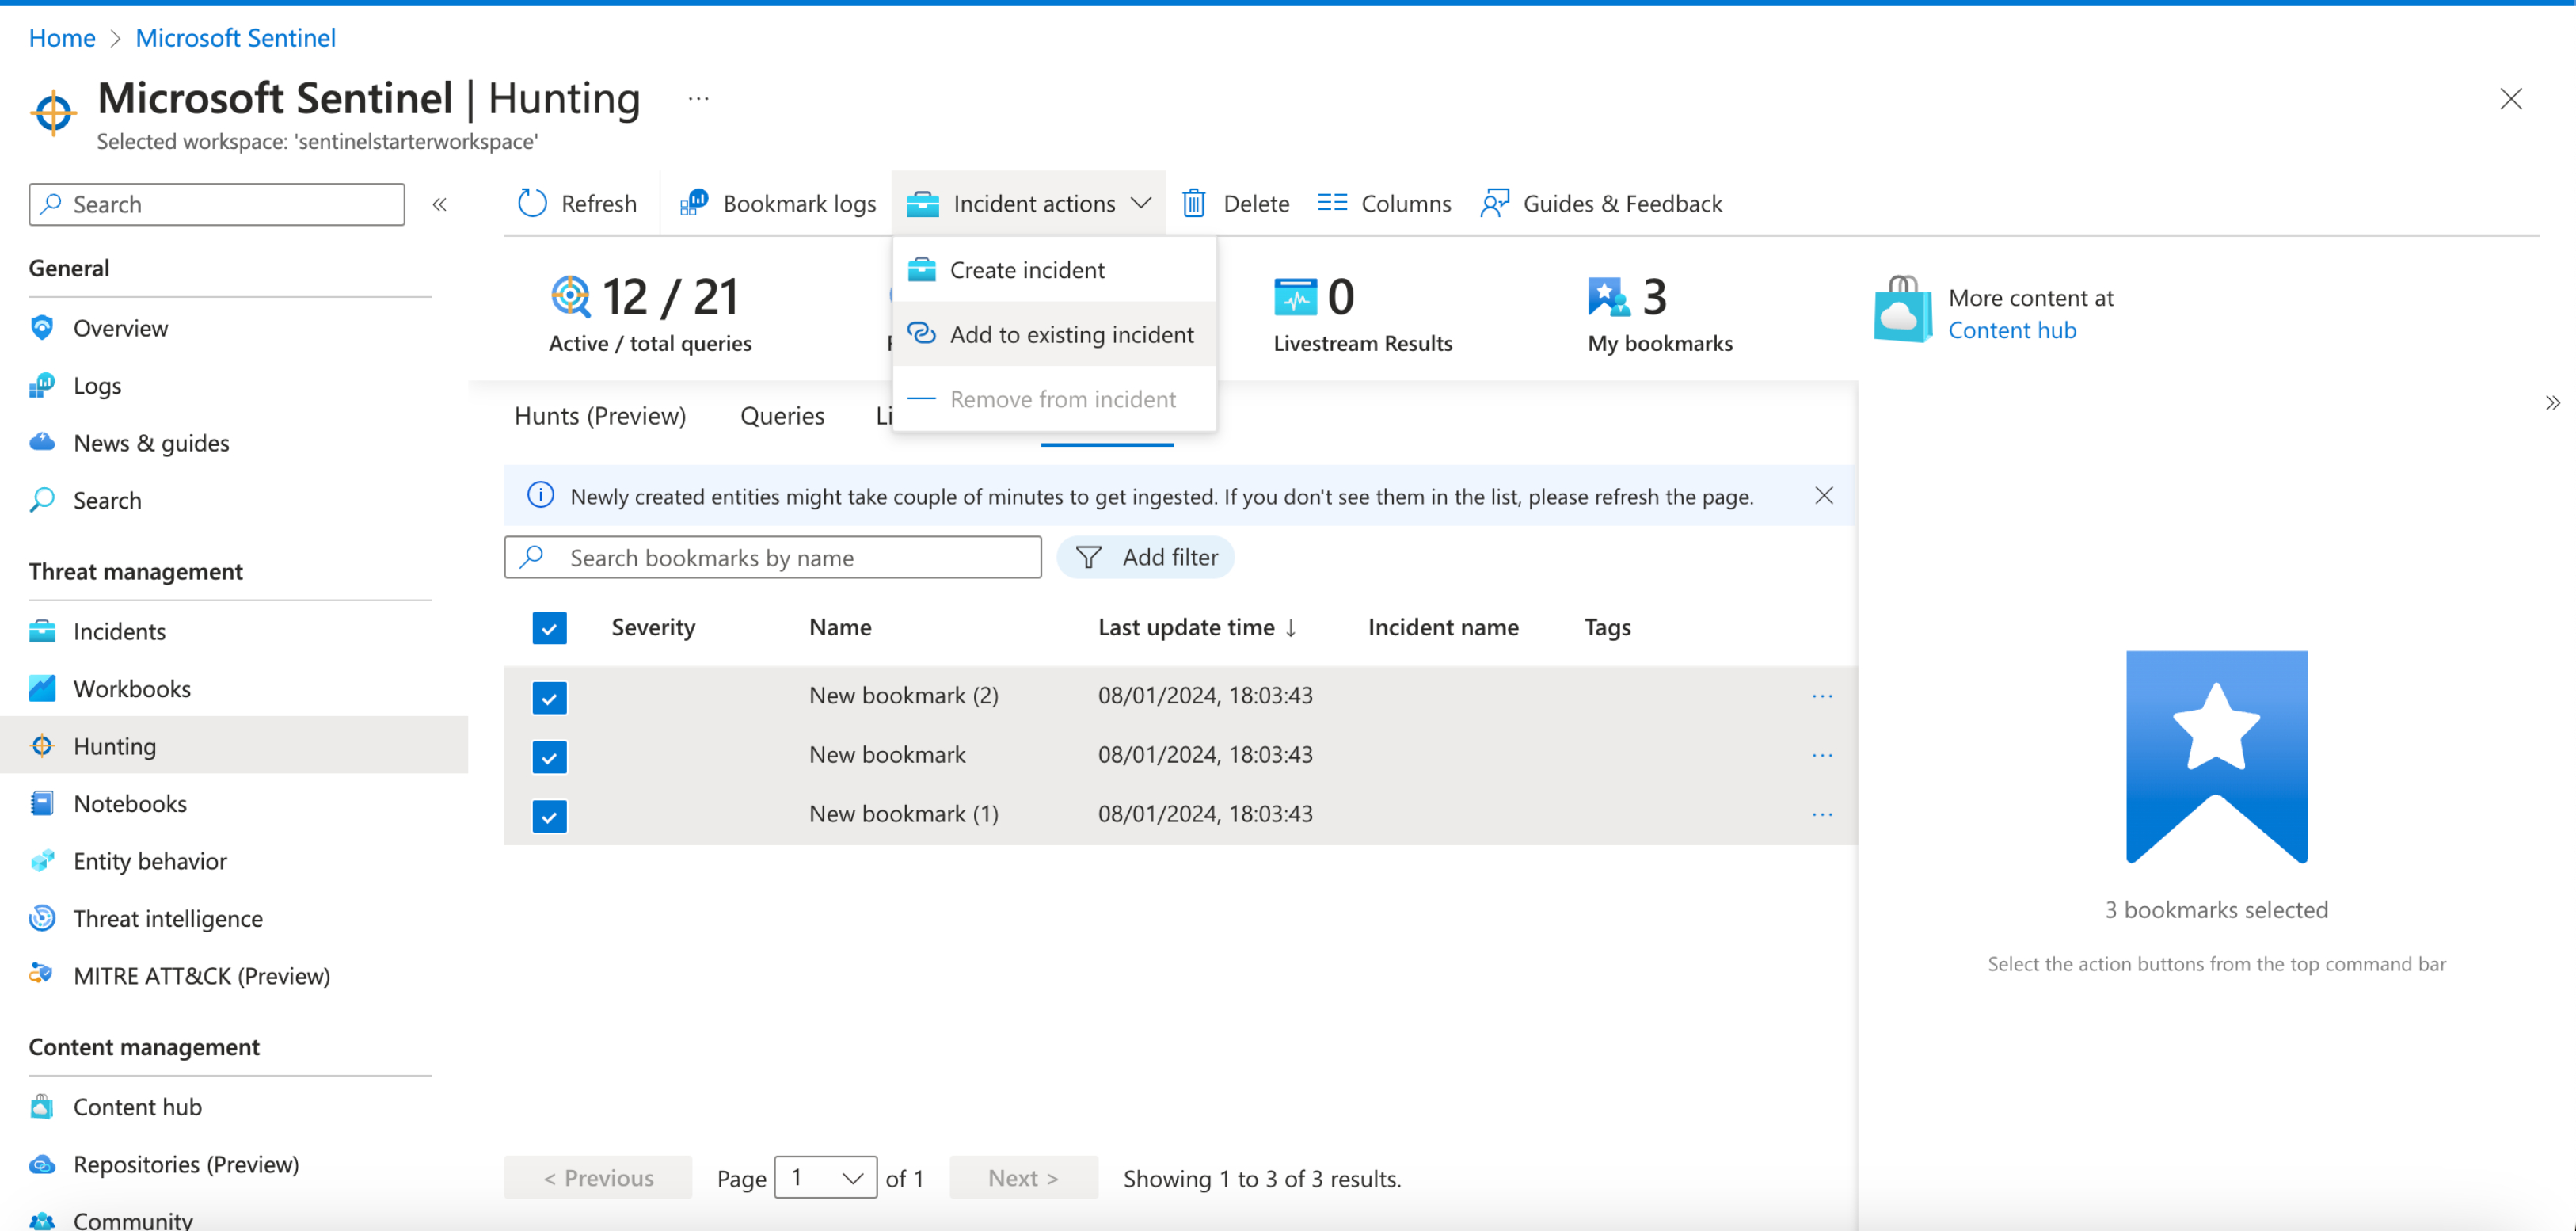 Home > Microsoft Sentinel
Microsoft Sentinel | Hunting ...
Selected workspace: 'sentinelstarterworkspace'
Search «
Refresh Bookmark logs Incident actions Delete Columns Guides & Feedback
General
Overview
Logs
News & guides
Search
Threat management
Incidents
Workbooks
Hunting
Notebooks
Entity behavior
Threat intelligence
MITRE ATT&CK (Preview)
Content management
Content hub
Repositories (Preview)
Community
Create incident
Add to existing incident
Remove from incident
12 / 21
Active / total queries
0
Livestream Results
3
My bookmarks
More content at
Content hub
Hunts (Preview) Queries Li
»
Newly created entities might take couple of minutes to get ingested. If you don't see them in the list, please refresh the page.
Search bookmarks by name Add filter
Severity Name Last update time ↓ Incident name Tags
New bookmark (2) 08/01/2024, 18:03:43 ...
New bookmark 08/01/2024, 18:03:43 ...
New bookmark (1) 08/01/2024, 18:03:43 ...
3 bookmarks selected
Select the action buttons from the top command bar
< Previous Page 1 of 1 Next > Showing 1 to 3 of 3 results.